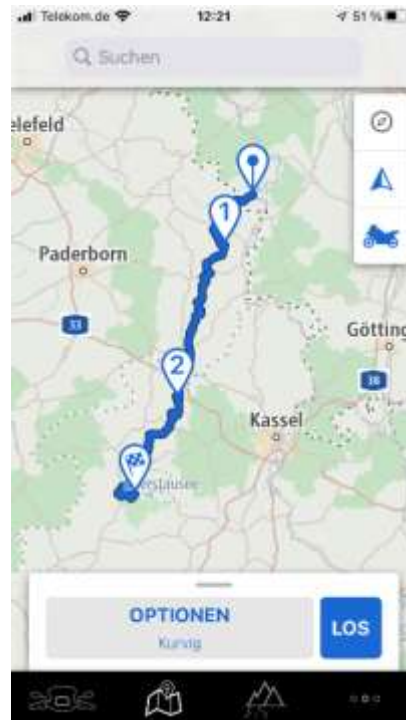 Telekom.de 12:21 51 %
Suchen
elefeld
1
Paderborn
33
Götting
2
38
Kassel
OPTIONEN
LOS
Kurvig